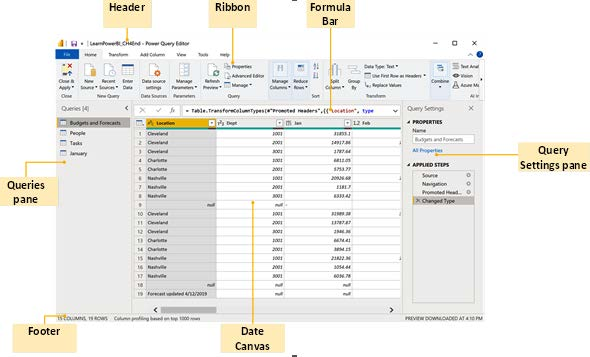 Header
Ribbon
Formula
Bar
LearnPowerBI_CH4End - Power Query Editor
File Home Transform Add Column View Tools Help
Close &
Apply
New
Source
Recent
Sources
Enter
Data
Data source
settings
Manage
Parameters
Refresh
Preview
Properties
Advanced Editor
Manage
Manage
Columns
Reduce
Rows
Split
Column
Group
By
Data Type: Text
Use First Row as Headers
Replace Values
Combine
Text Anal
Vision
Azure M
Close New Query Data Sources Parameters Query Sort Transform AI In
Queries [4]
= Table.TransformColumnTypes(#"Promoted Headers",{{"Location", type
Query Settings
Budgets and Forecasts
People
Tasks
January
Location Dept Jan 1.2 Feb
1 Cleveland 1001 31855.1
2 Cleveland 2001 14917.86
3 Cleveland 3001 1787.64
4 Charlotte 1001 6812.05
5 Charlotte 2001 5753.77
6 Nashville 1001 20926.68
7 Nashville 2001 1181.7
8 Nashville 3001 6333.42
9 null null
10 Cleveland 1001 31989.38
11 Cleveland 2001 13787.67
12 Cleveland 3001 1946.36
13 Charlotte 1001 6674.41
14 Charlotte 2001 3894.15
15 Nashville 1001 21822.36
16 Nashville 2001 1054.44
17 Nashville 3001 6036.78
18 null null null
19 Forecast updated 4/12/2019 null null
PROPERTIES
Name
Budgets and Forecasts
All Properties
APPLIED STEPS
Source
Navigation
Promoted Head...
Changed Type
Query
Settings pane
Queries
pane
15 COLUMNS, 19 ROWS Column profiling based on top 1000 rows
PREVIEW DOWNLOADED AT 4:10 PM
Footer
Date
Canvas